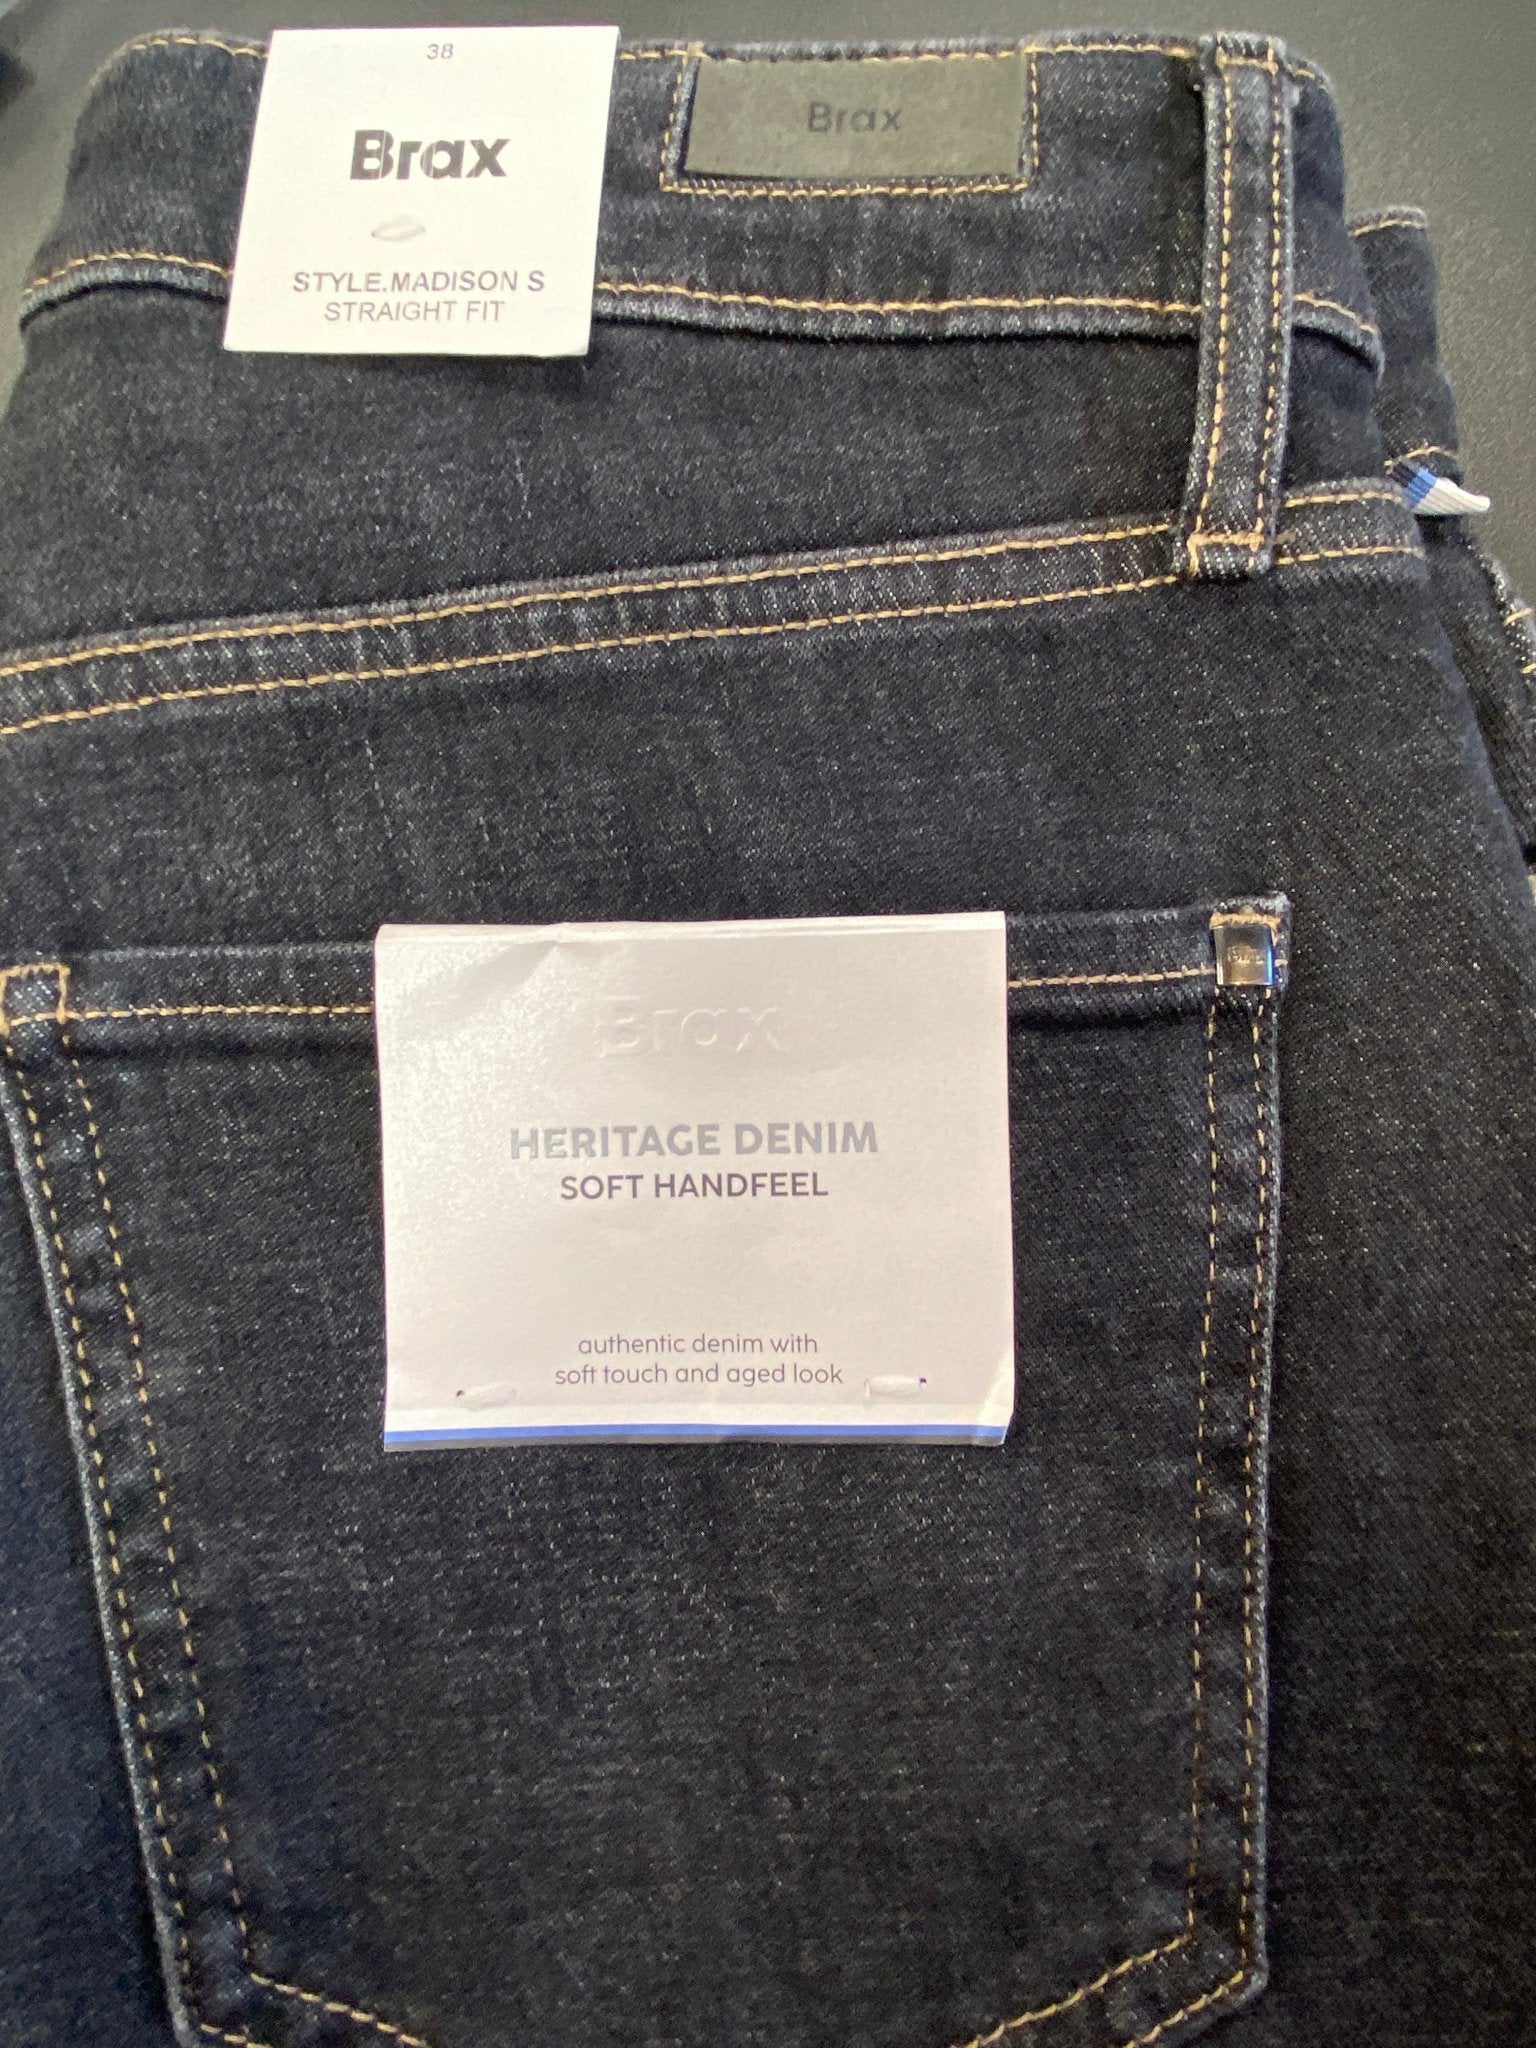 38
Brax
STYLE.MADISON S
STRAIGHT FIT
Brax
Brax
HERITAGE DENIM
SOFT HANDFEEL
authentic denim with
soft touch and aged look